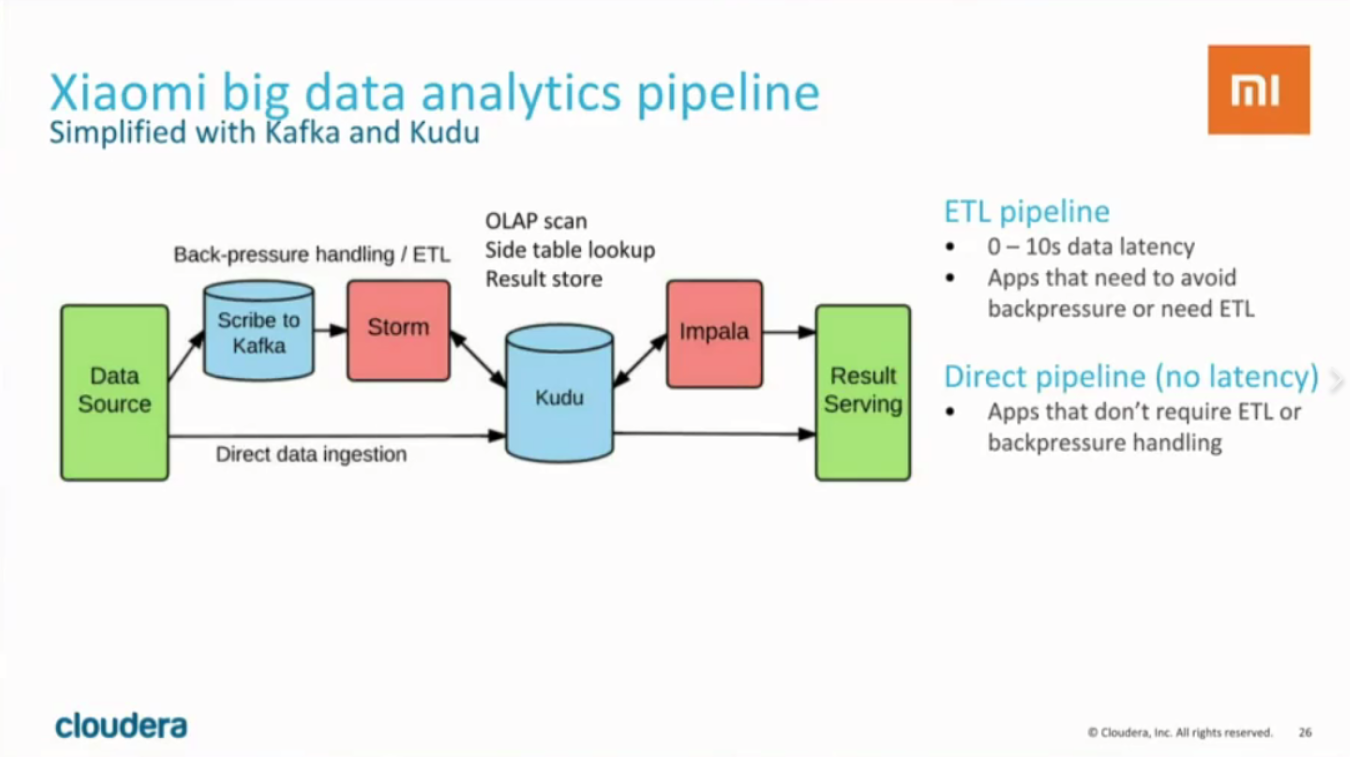 Xiaomi big data analytics pipeline
Simplified with Kafka and Kudu
mi
Back-pressure handling / ETL
OLAP scan
Side table lookup
Result store
Data
Source
Scribe to
Kafka
Storm
Kudu
Impala
Result
Serving
Direct data ingestion
ETL pipeline
• 0 – 10s data latency
• Apps that need to avoid
backpressure or need ETL
Direct pipeline (no latency)
• Apps that don’t require ETL or
backpressure handling
cloudera
© Cloudera, Inc. All rights reserved. 26